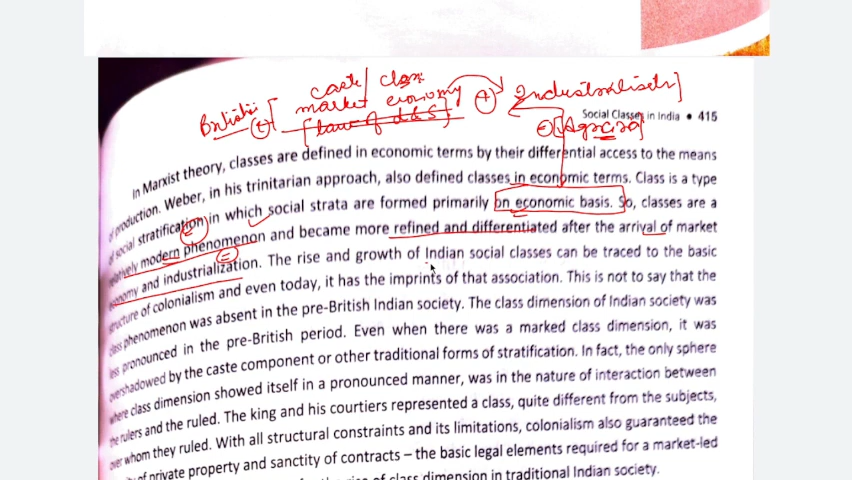 caste/ class
British [ market economy ⊕ Industrialisets]
[law of d & S]
Social Classes in India • 415
In Marxist theory, classes are defined in economic terms by their differential access to the means
of production. Weber, in his trinitarian approach, also defined classes in economic terms. Class is a type
of social stratification in which social strata are formed primarily on economic basis. So, classes are a
relatively modern phenomenon and became more refined and differentiated after the arrival of market
economy and industrialization. The rise and growth of Indian social classes can be traced to the basic
structure of colonialism and even today, it has the imprints of that association. This is not to say that the
class phenomenon was absent in the pre-British Indian society. The class dimension of Indian society was
less pronounced in the pre-British period. Even when there was a marked class dimension, it was
overshadowed by the caste component or other traditional forms of stratification. In fact, the only sphere
where class dimension showed itself in a pronounced manner, was in the nature of interaction between
the rulers and the ruled. The king and his courtiers represented a class, quite different from the subjects,
over whom they ruled. With all structural constraints and its limitations, colonialism also guaranteed the
of private property and sanctity of contracts – the basic legal elements required for a market-led
rise of class dimension in traditional Indian society.